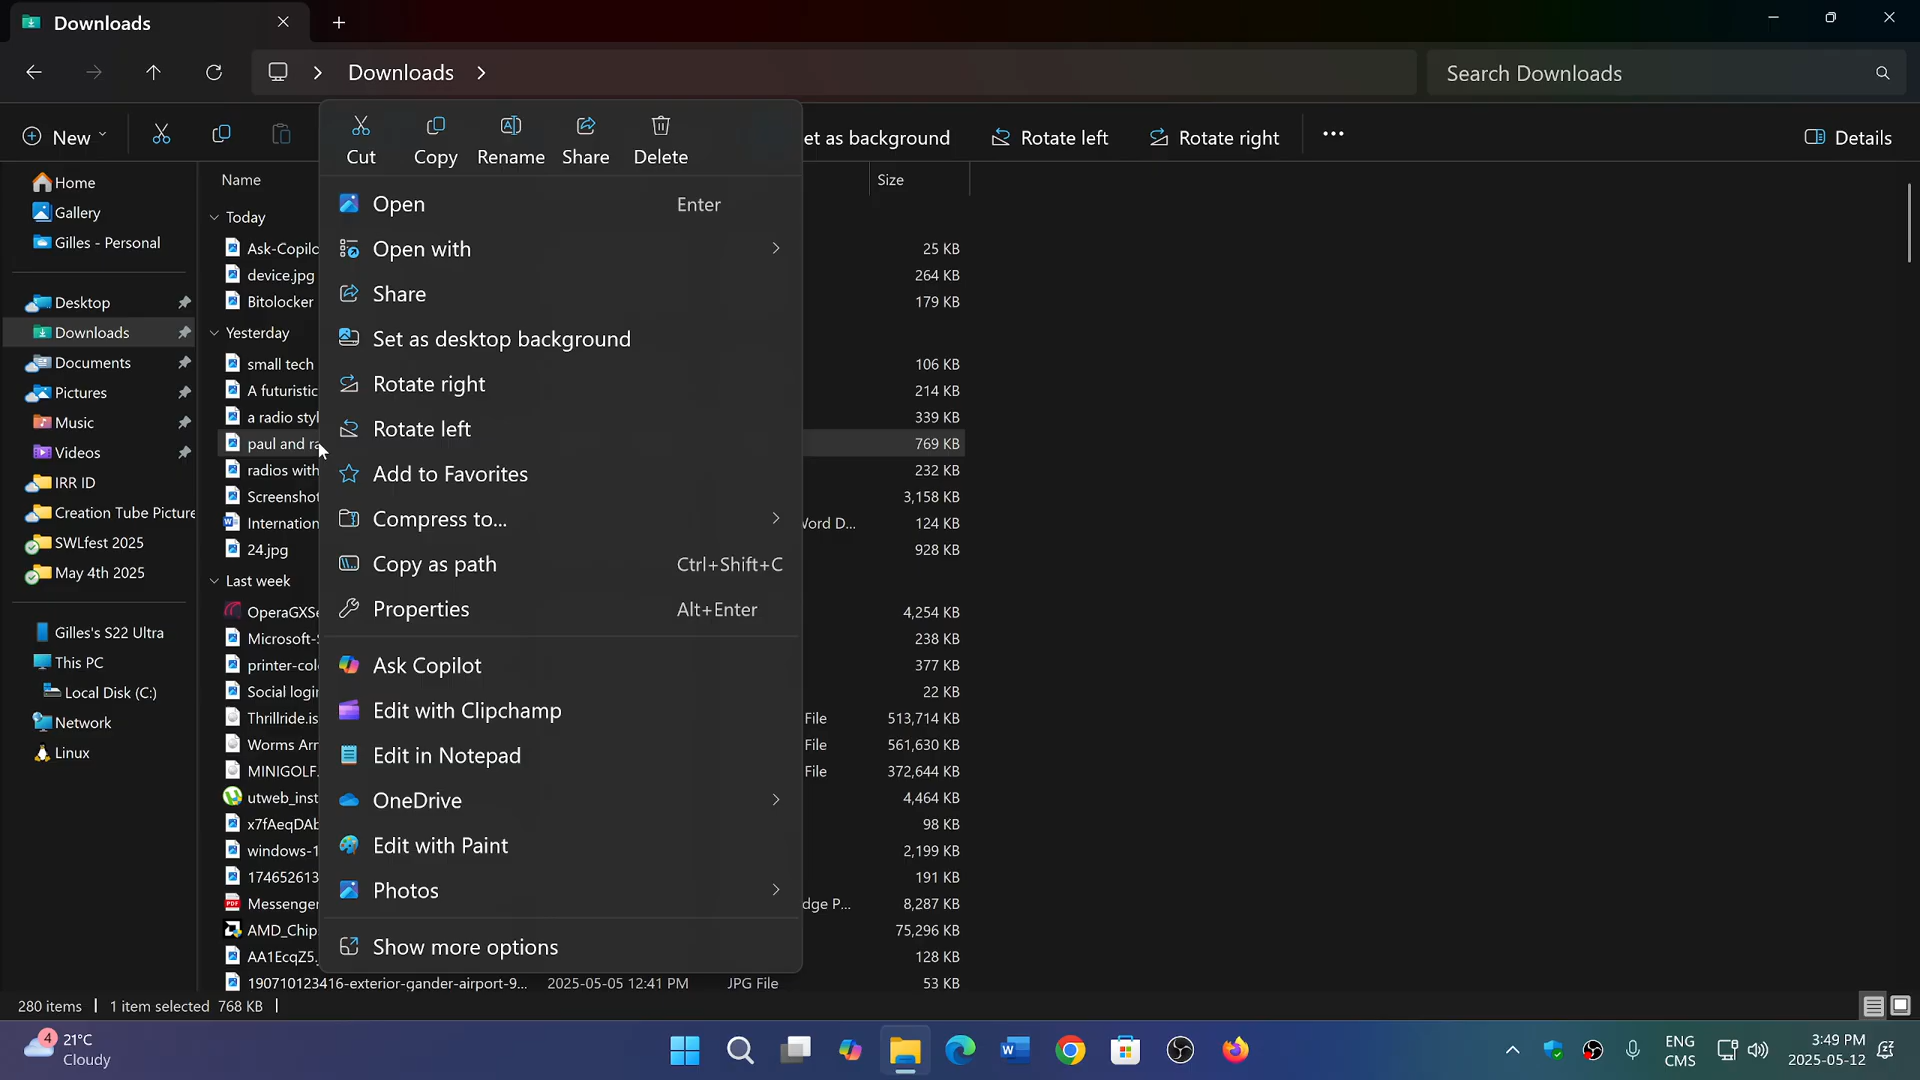 Downloads
Downloads
Search Downloads
New
Cut
Copy
Rename
Share
Delete
et as background
Rotate left
Rotate right
Details
Home
Gallery
Gilles - Personal
Desktop
Downloads
Documents
Pictures
Music
Videos
IRR ID
Creation Tube Picture
SWLfest 2025
May 4th 2025
Gilles's S22 Ultra
This PC
Local Disk (C:)
Network
Linux
Name
Size
Today
Ask-Copilo
25 KB
device.jpg
264 KB
Bitolocker
179 KB
Yesterday
small tech
106 KB
A futuristic
214 KB
a radio styl
339 KB
paul and ra
769 KB
radios with
232 KB
Screenshot
3,158 KB
Internation
Word D...
124 KB
24.jpg
928 KB
Last week
OperaGXSe
4,254 KB
Microsoft-
238 KB
printer-col
377 KB
Social login
22 KB
Thrillride.is
File
513,714 KB
Worms Arm
File
561,630 KB
MINIGOLF.
File
372,644 KB
utweb_inst
4,464 KB
x7fAeqDAb
98 KB
windows-1
2,199 KB
174652613
191 KB
Messenger
dge P...
8,287 KB
AMD_Chip
75,296 KB
AA1EcqZ5.
128 KB
190710123416-exterior-gander-airport-9...
2025-05-05 12:41 PM
JPG File
53 KB
Open
Enter
Open with
Share
Set as desktop background
Rotate right
Rotate left
Add to Favorites
Compress to...
Copy as path
Ctrl+Shift+C
Properties
Alt+Enter
Ask Copilot
Edit with Clipchamp
Edit in Notepad
OneDrive
Edit with Paint
Photos
Show more options
280 items
1 item selected 768 KB
4
21°C
Cloudy
ENG
CMS
3:49 PM
2025-05-12